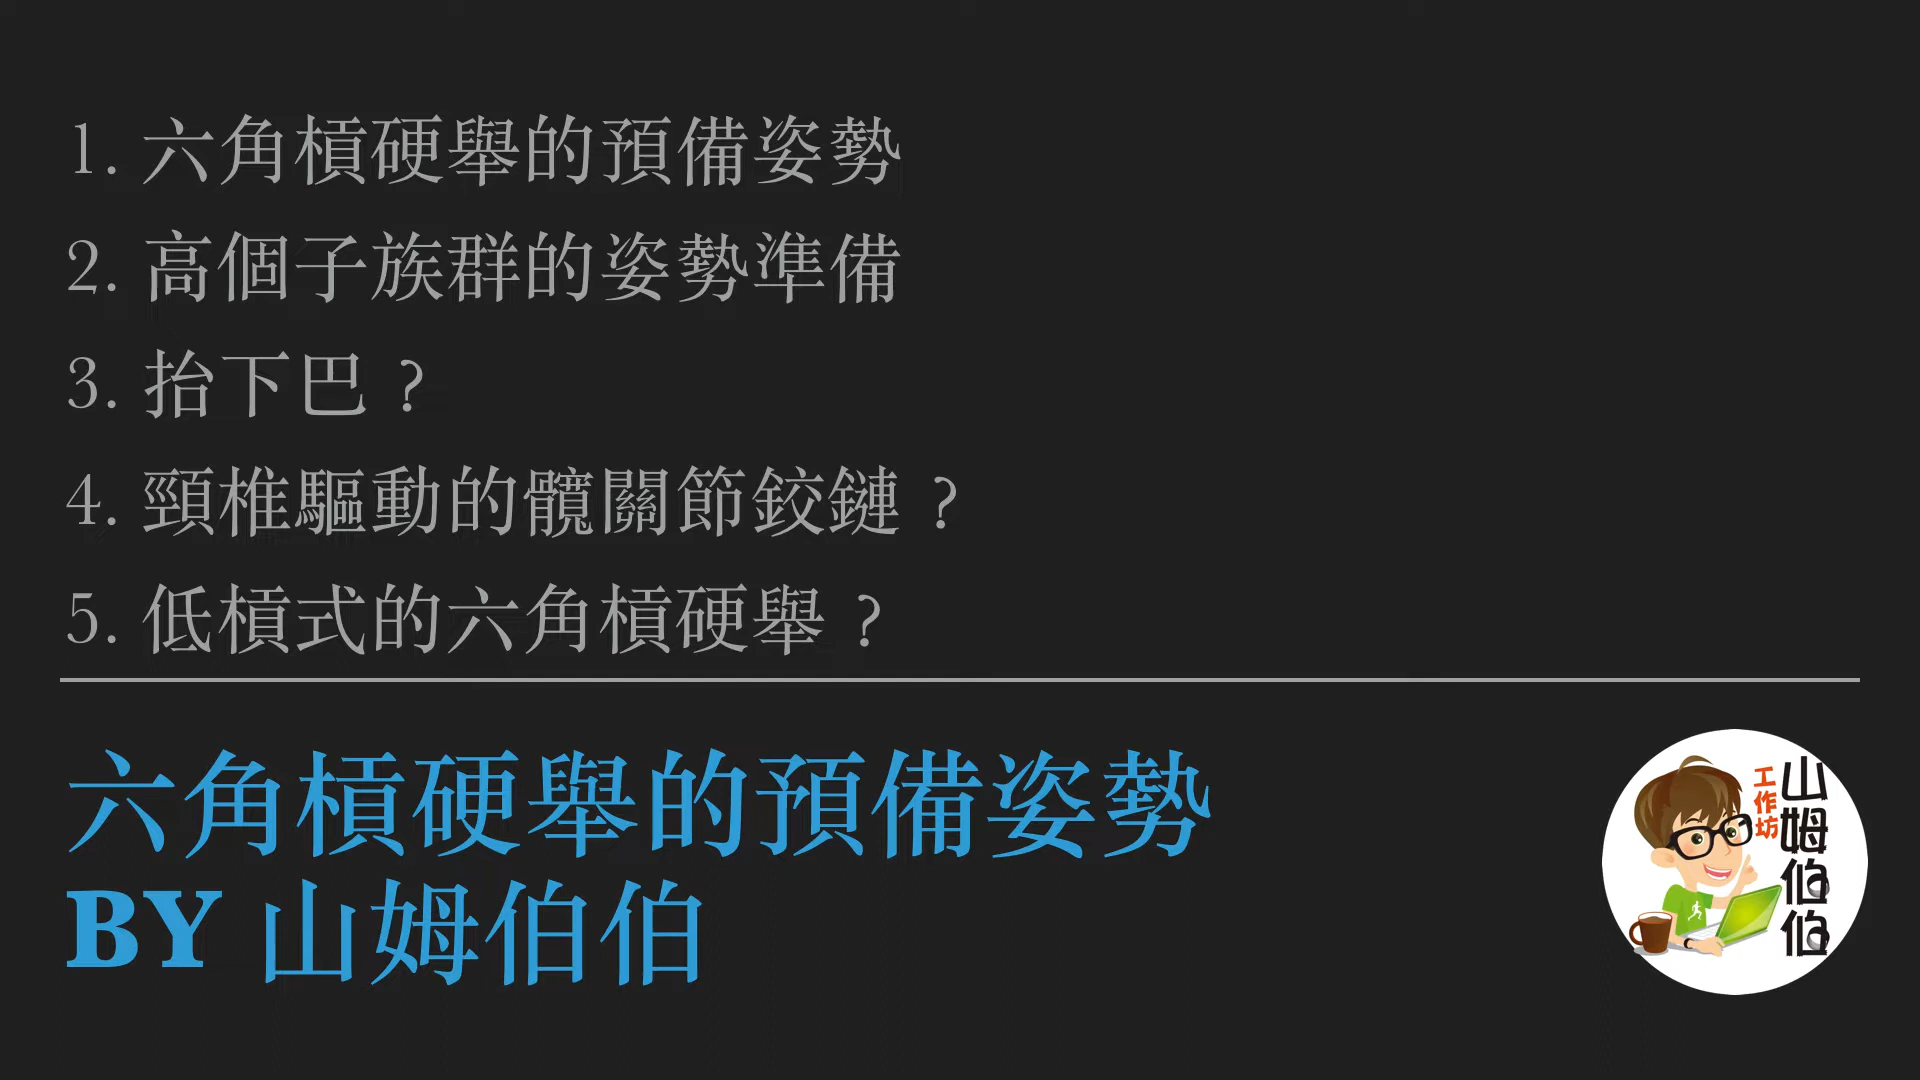 1. 六角槓硬舉的預備姿勢
2. 高個子族群的姿勢準備
3. 抬下巴？
4. 頸椎驅動的髖關節鉸鏈？
5. 低槓式的六角槓硬舉？
六角槓硬舉的預備姿勢
BY 山姆伯伯
山姆伯伯
工作坊